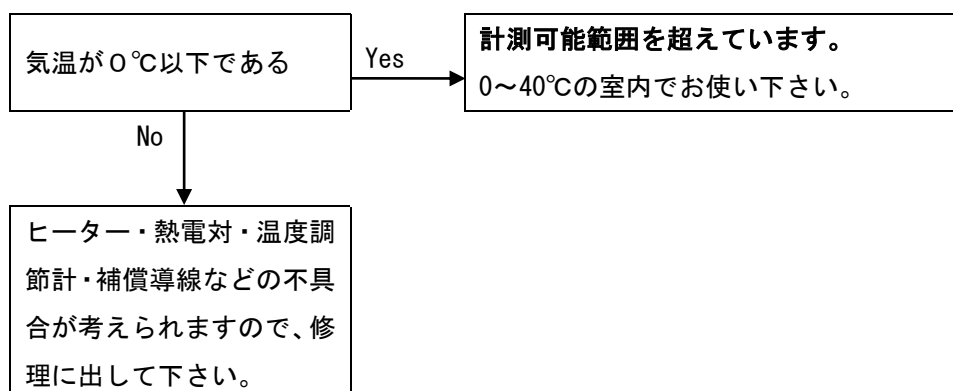 気温が０℃以下である
Yes
計測可能範囲を超えています。
0～40℃の室内でお使い下さい。
No
ヒーター・熱電対・温度調
節計・補償導線などの不具
合が考えられますので、修
理に出して下さい。